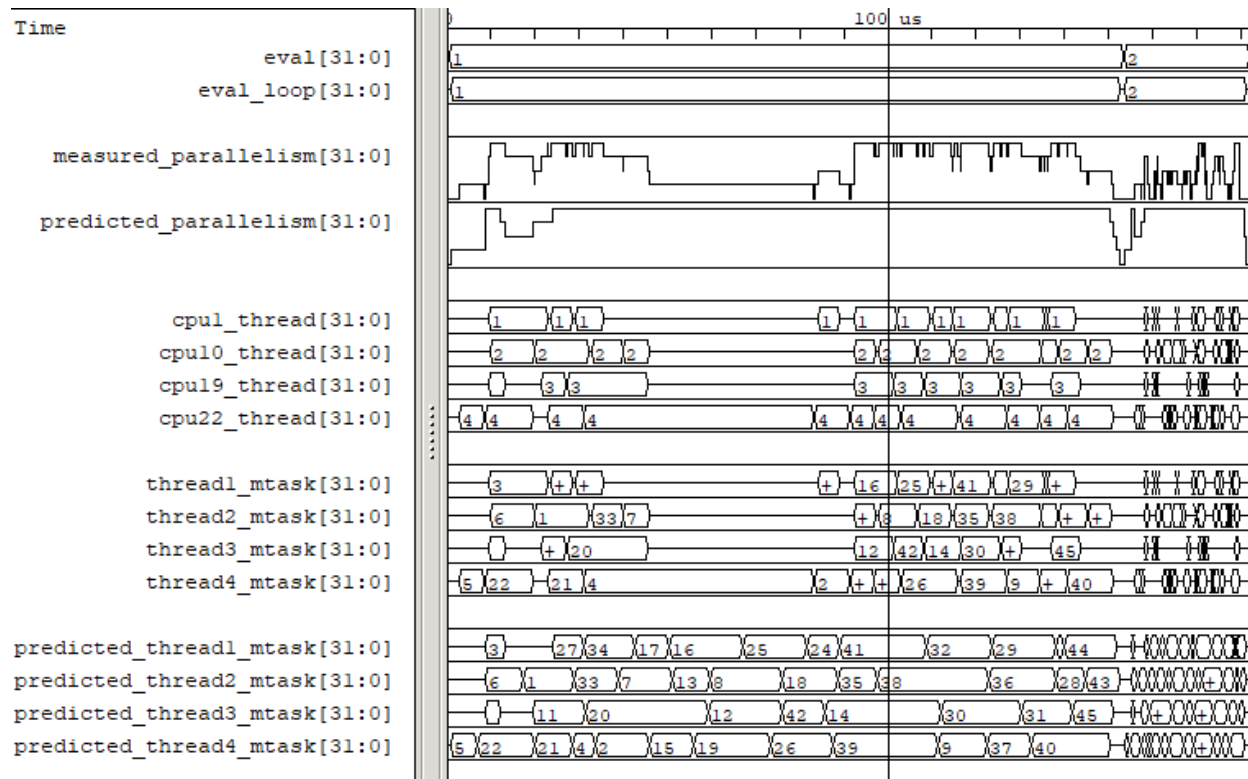 0
100 us
Time
eval[31:0] 1 2
eval_loop[31:0] 1 2
measured_parallelism[31:0]
predicted_parallelism[31:0]
cpu1_thread[31:0] 1 1 1 1 1 1 1 1 1 1
cpu10_thread[31:0] 2 2 2 2 2 2 2 2 2 2 2
cpu19_thread[31:0] 3 3 3 3 3 3 3 3
cpu22_thread[31:0] 4 4 4 4 4 4 4 4 4 4 4 4
thread1_mtask[31:0] 3 + + + 16 25 + 41 29 +
thread2_mtask[31:0] 6 1 33 7 + 8 18 35 38 + +
thread3_mtask[31:0] + 20 12 42 14 30 + 45
thread4_mtask[31:0] 5 22 21 4 2 + + 26 39 9 + 40
predicted_thread1_mtask[31:0] 3 27 34 17 16 25 24 41 32 29 44
predicted_thread2_mtask[31:0] 6 1 33 7 13 8 18 35 38 36 28 43 +
predicted_thread3_mtask[31:0] 11 20 12 42 14 30 31 45 + +
predicted_thread4_mtask[31:0] 5 22 21 4 2 15 19 26 39 9 37 40 +